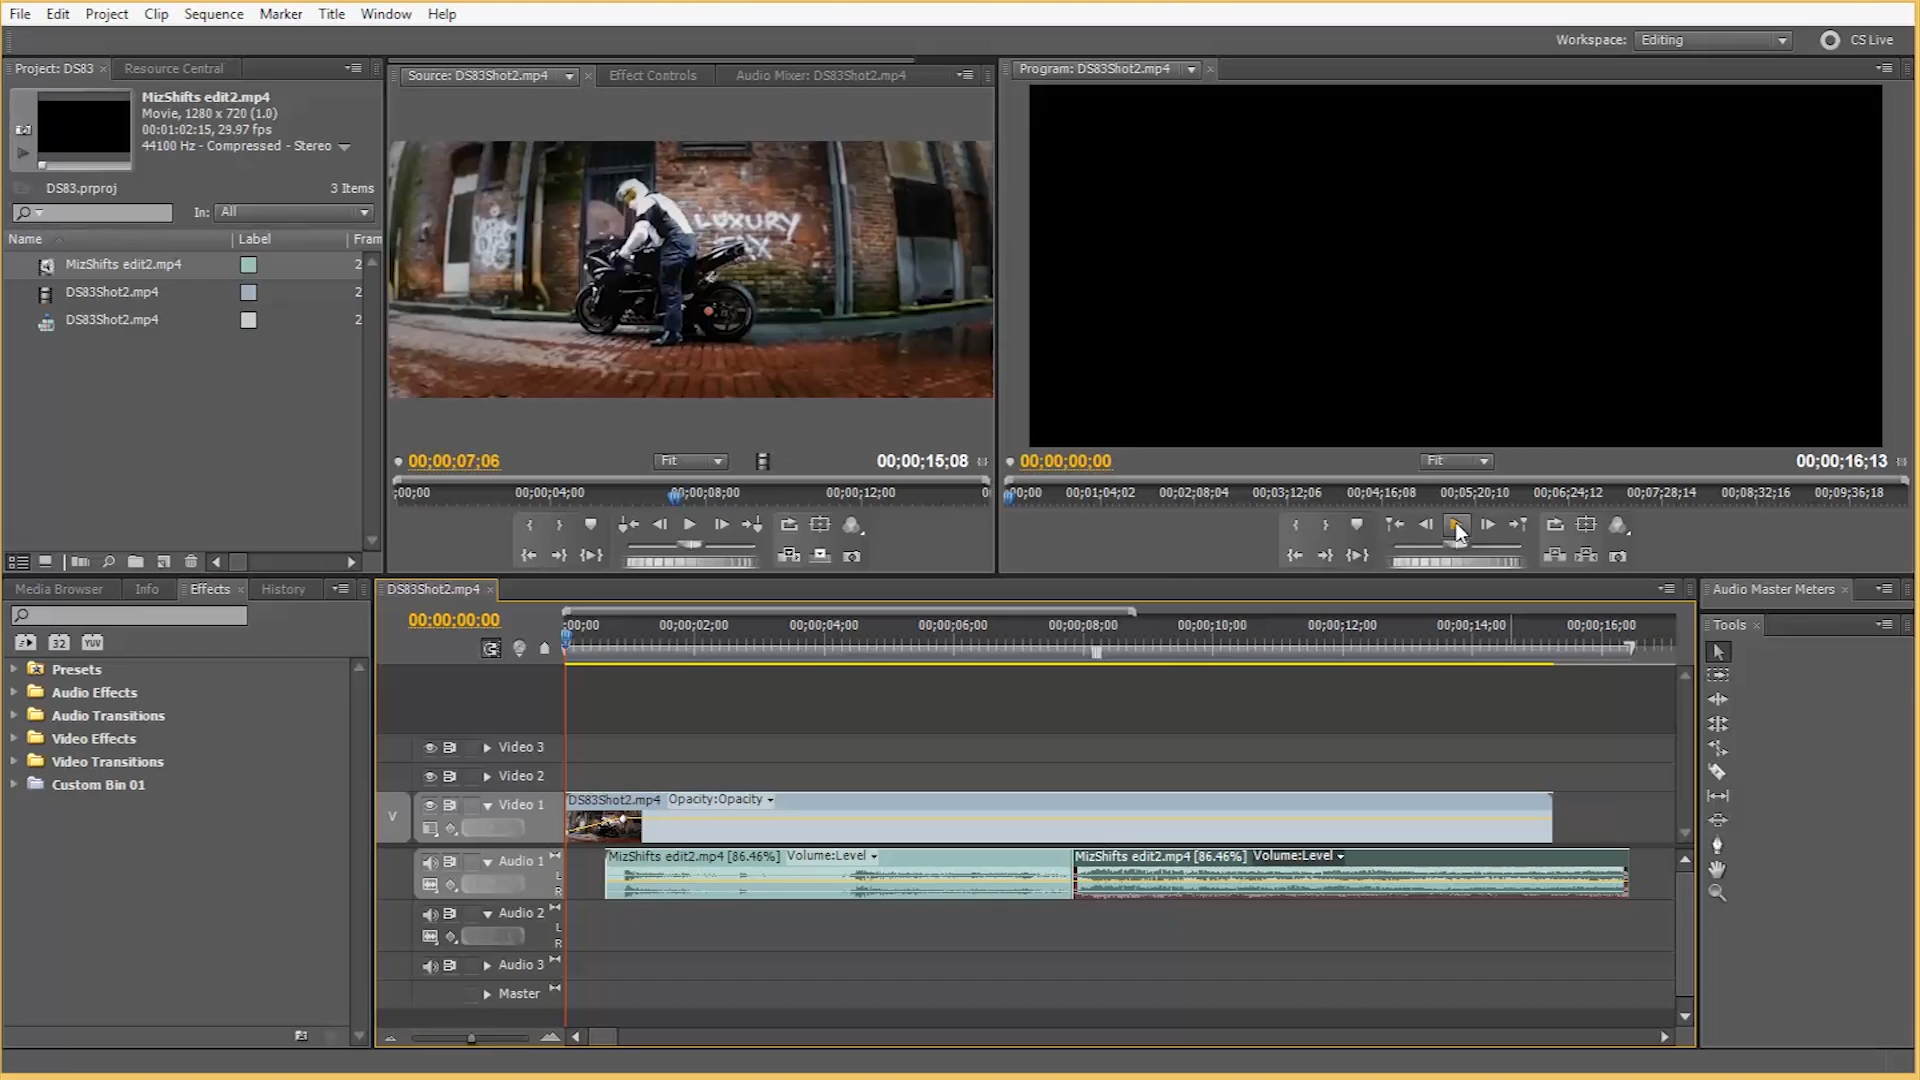 File Edit Project Clip Sequence Marker Title Window Help
Workspace: Editing CS Live
Project: DS83 Resource Central
MizShifts edit2.mp4
Movie, 1280 x 720 (1.0)
00:01:02:15, 29.97 fps
44100 Hz - Compressed - Stereo
DS83.prproj 3 Items
In: All
Name Label Fram
MizShifts edit2.mp4 2
DS83Shot2.mp4 2
DS83Shot2.mp4 2
Source: DS83Shot2.mp4 Effect Controls Audio Mixer: DS83Shot2.mp4
LUXURY
00;00;07;06 Fit 00;00;15;08
;00;00 00;00;04;00 00;00;08;00 00;00;12;00 0
Program: DS83Shot2.mp4
00;00;00;00 Fit 00;00;16;13
00;00 00;01;04;02 00;02;08;04 00;03;12;06 00;04;16;08 00;05;20;10 00;06;24;12 00;07;28;14 00;08;32;16 00;09;36;18
Media Browser Info Effects History
32 YUV
Presets
Audio Effects
Audio Transitions
Video Effects
Video Transitions
Custom Bin 01
DS83Shot2.mp4
00;00;00;00
;00;00 00;00;02;00 00;00;04;00 00;00;06;00 00;00;08;00 00;00;10;00 00;00;12;00 00;00;14;00 00;00;16;00
Video 3
Video 2
V Video 1 DS83Shot2.mp4 Opacity:Opacity
Audio 1 MizShifts edit2.mp4 [86.46%] Volume:Level MizShifts edit2.mp4 [86.46%] Volume:Level
L
R
Audio 2
L
R
Audio 3
Master
Audio Master Meters
Tools